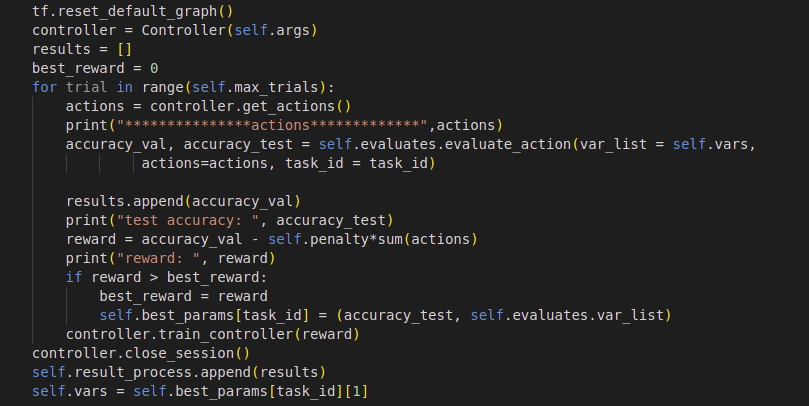 tf.reset_default_graph()
controller = Controller(self.args)
results = []
best_reward = 0
for trial in range(self.max_trials):
    actions = controller.get_actions()
    print("***************actions*************",actions)
    accuracy_val, accuracy_test = self.evaluates.evaluate_action(var_list = self.vars,
             actions=actions, task_id = task_id)

    results.append(accuracy_val)
    print("test accuracy: ", accuracy_test)
    reward = accuracy_val - self.penalty*sum(actions)
    print("reward: ", reward)
    if reward > best_reward:
        best_reward = reward
        self.best_params[task_id] = (accuracy_test, self.evaluates.var_list)
    controller.train_controller(reward)
controller.close_session()
self.result_process.append(results)
self.vars = self.best_params[task_id][1]